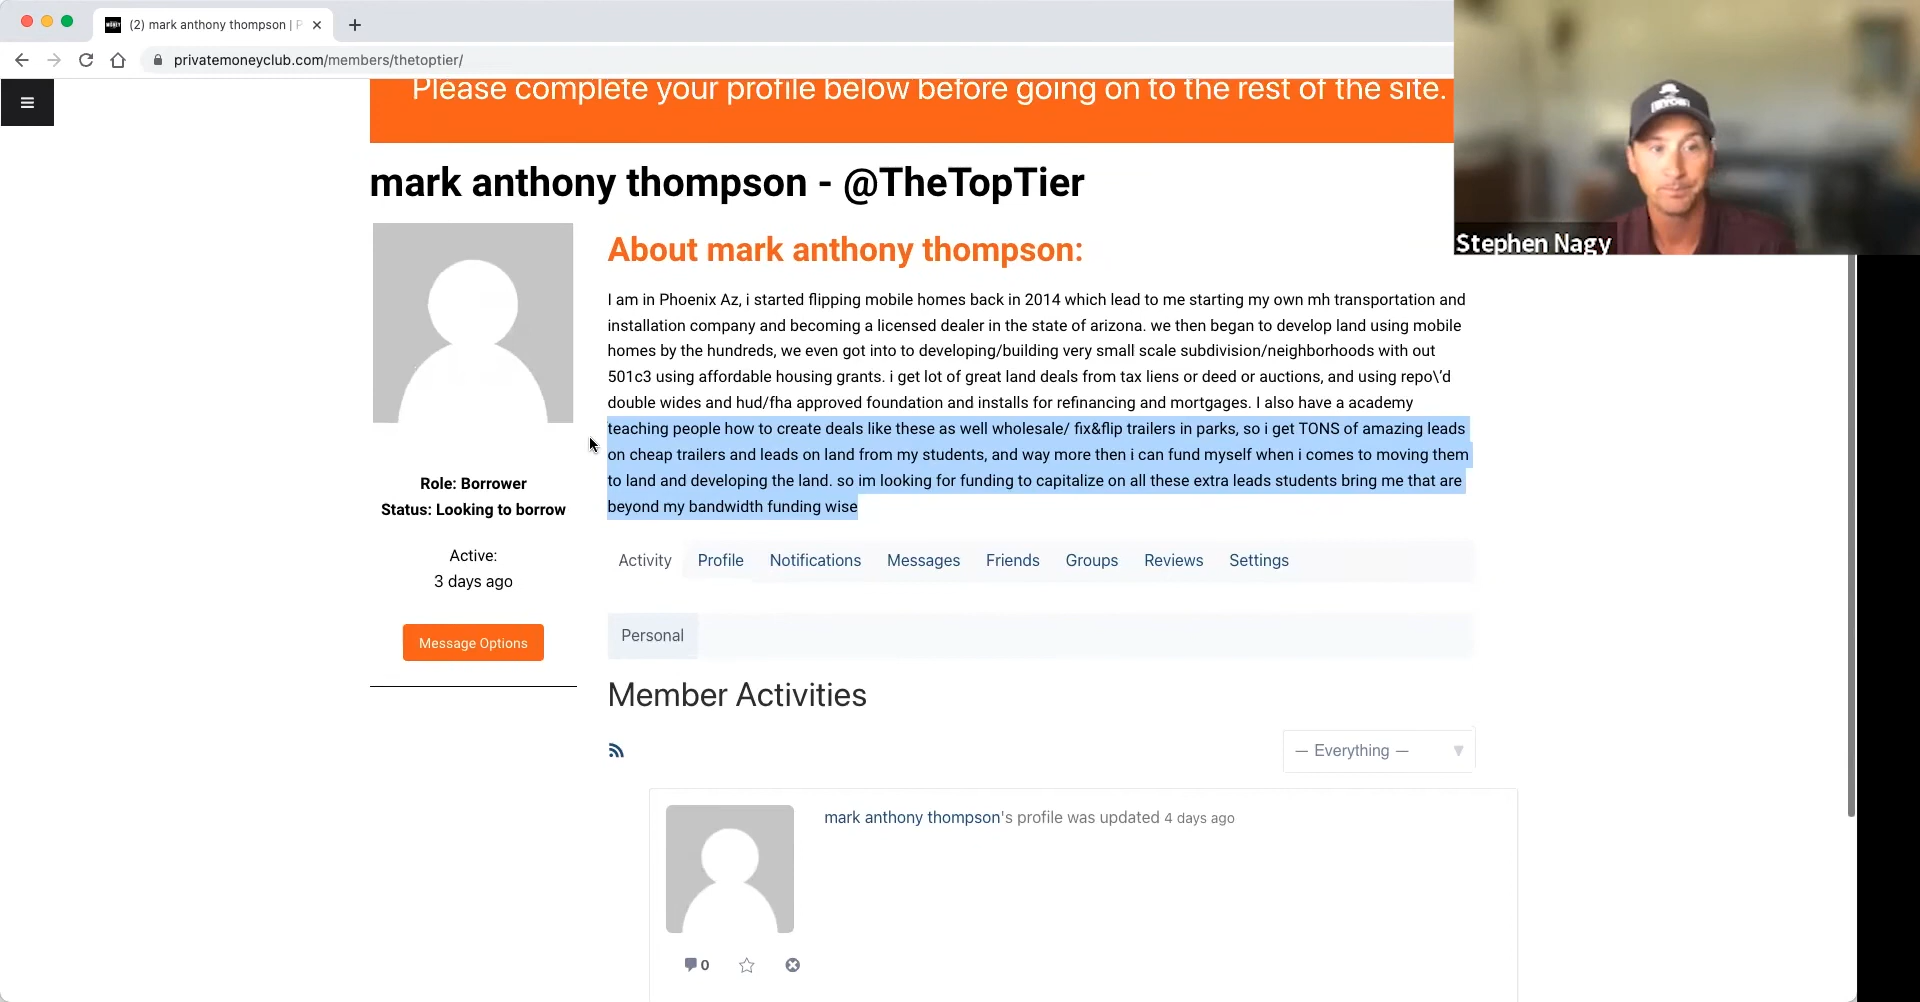 (2) mark anthony thompson | P
privatemoneyclub.com/members/thetoptier/
Please complete your profile below before going on to the rest of the site.
Stephen Nagy
mark anthony thompson - @TheTopTier
About mark anthony thompson:
I am in Phoenix Az, i started flipping mobile homes back in 2014 which lead to me starting my own mh transportation and
installation company and becoming a licensed dealer in the state of arizona. we then began to develop land using mobile
homes by the hundreds, we even got into to developing/building very small scale subdivision/neighborhoods with out
501c3 using affordable housing grants. i get lot of great land deals from tax liens or deed or auctions, and using repo\'d
double wides and hud/fha approved foundation and installs for refinancing and mortgages. I also have a academy
teaching people how to create deals like these as well wholesale/ fix&flip trailers in parks, so i get TONS of amazing leads
on cheap trailers and leads on land from my students, and way more then i can fund myself when i comes to moving them
to land and developing the land. so im looking for funding to capitalize on all these extra leads students bring me that are
beyond my bandwidth funding wise
Role: Borrower
Status: Looking to borrow
Active:
3 days ago
Message Options
Activity Profile Notifications Messages Friends Groups Reviews Settings
Personal
Member Activities
— Everything —
mark anthony thompson's profile was updated 4 days ago
0